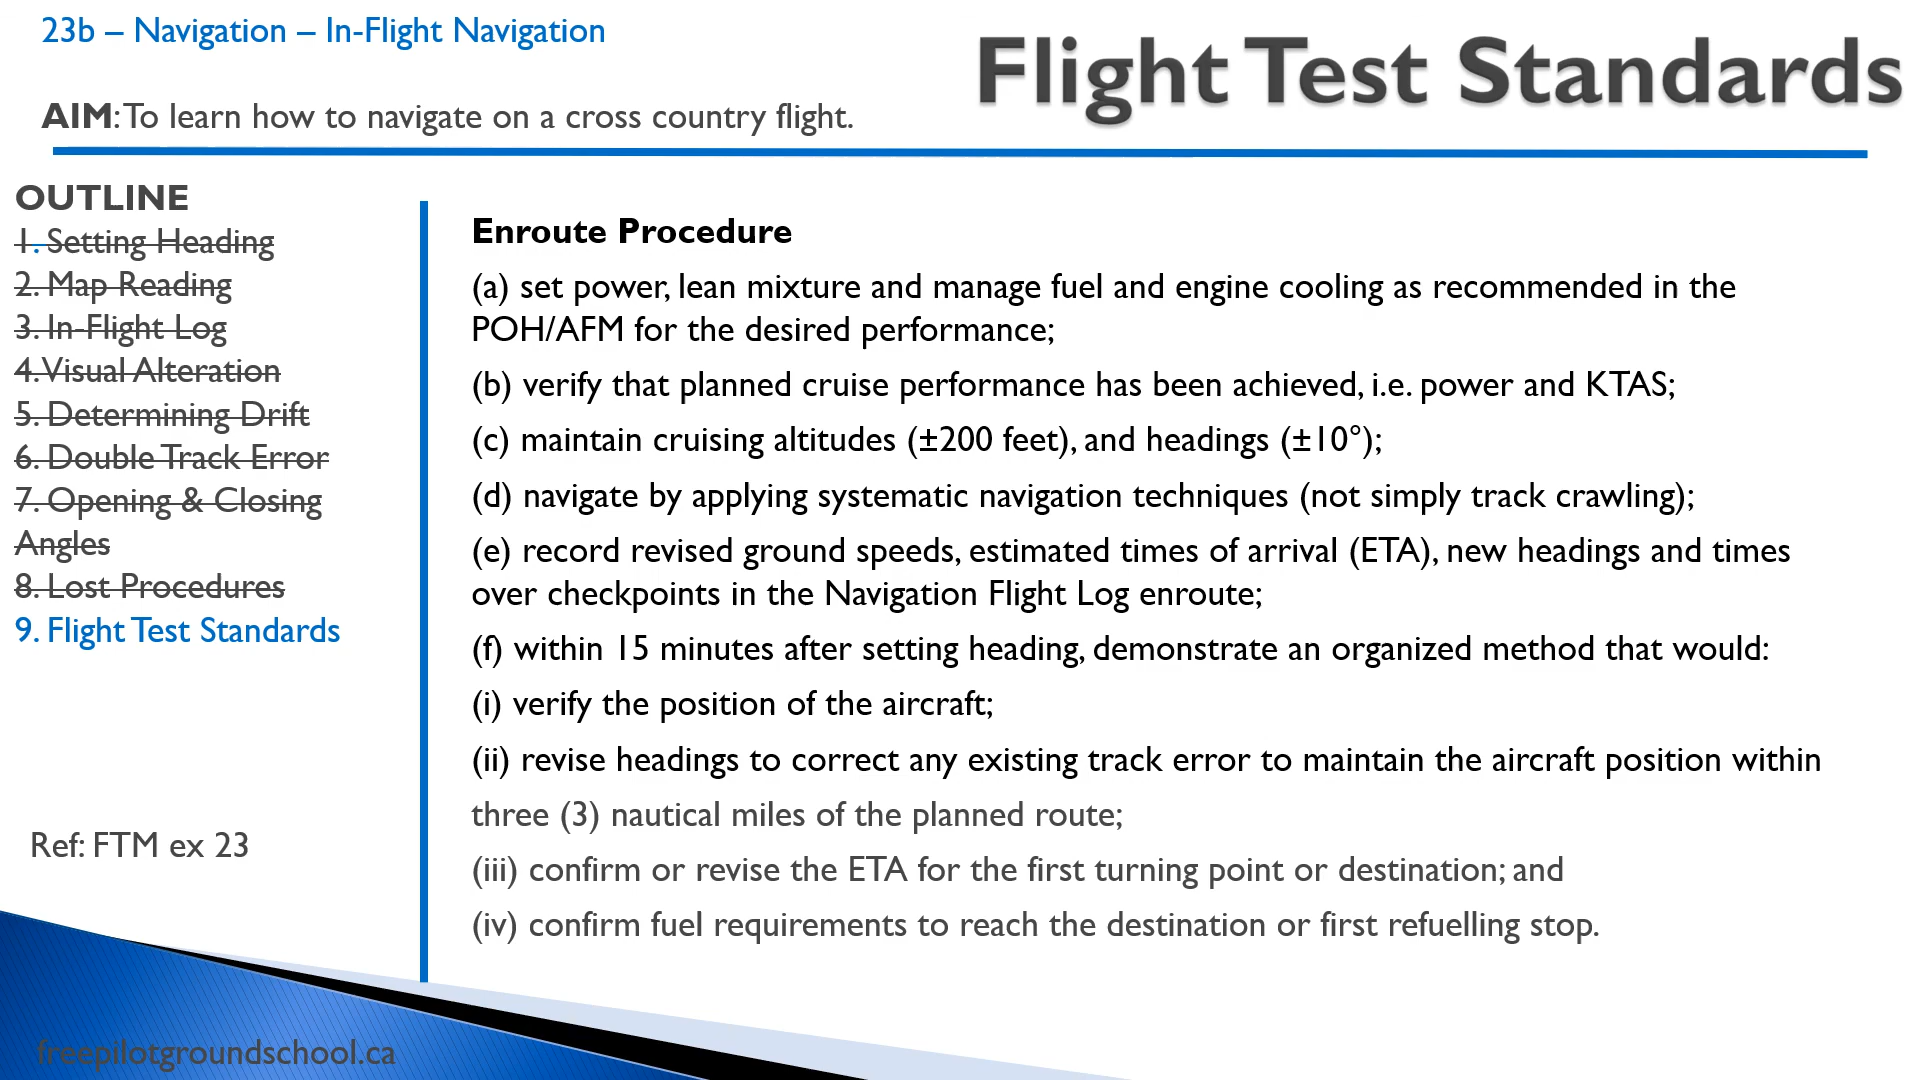 23b – Navigation – In-Flight Navigation
Flight Test Standards
AIM: To learn how to navigate on a cross country flight.
OUTLINE
1. Setting Heading
2. Map Reading
3. In-Flight Log
4. Visual Alteration
5. Determining Drift
6. Double Track Error
7. Opening & Closing
Angles
8. Lost Procedures
9. Flight Test Standards
Ref: FTM ex 23
freepilotgroundschool.ca
Enroute Procedure
(a) set power, lean mixture and manage fuel and engine cooling as recommended in the
POH/AFM for the desired performance;
(b) verify that planned cruise performance has been achieved, i.e. power and KTAS;
(c) maintain cruising altitudes (±200 feet), and headings (±10°);
(d) navigate by applying systematic navigation techniques (not simply track crawling);
(e) record revised ground speeds, estimated times of arrival (ETA), new headings and times
over checkpoints in the Navigation Flight Log enroute;
(f) within 15 minutes after setting heading, demonstrate an organized method that would:
(i) verify the position of the aircraft;
(ii) revise headings to correct any existing track error to maintain the aircraft position within
three (3) nautical miles of the planned route;
(iii) confirm or revise the ETA for the first turning point or destination; and
(iv) confirm fuel requirements to reach the destination or first refuelling stop.